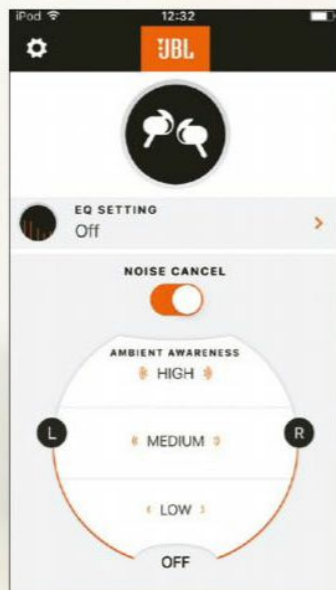 iPod 12:32
JBL
EQ SETTING
Off
NOISE CANCEL
AMBIENT AWARENESS
HIGH
L MEDIUM R
LOW
OFF